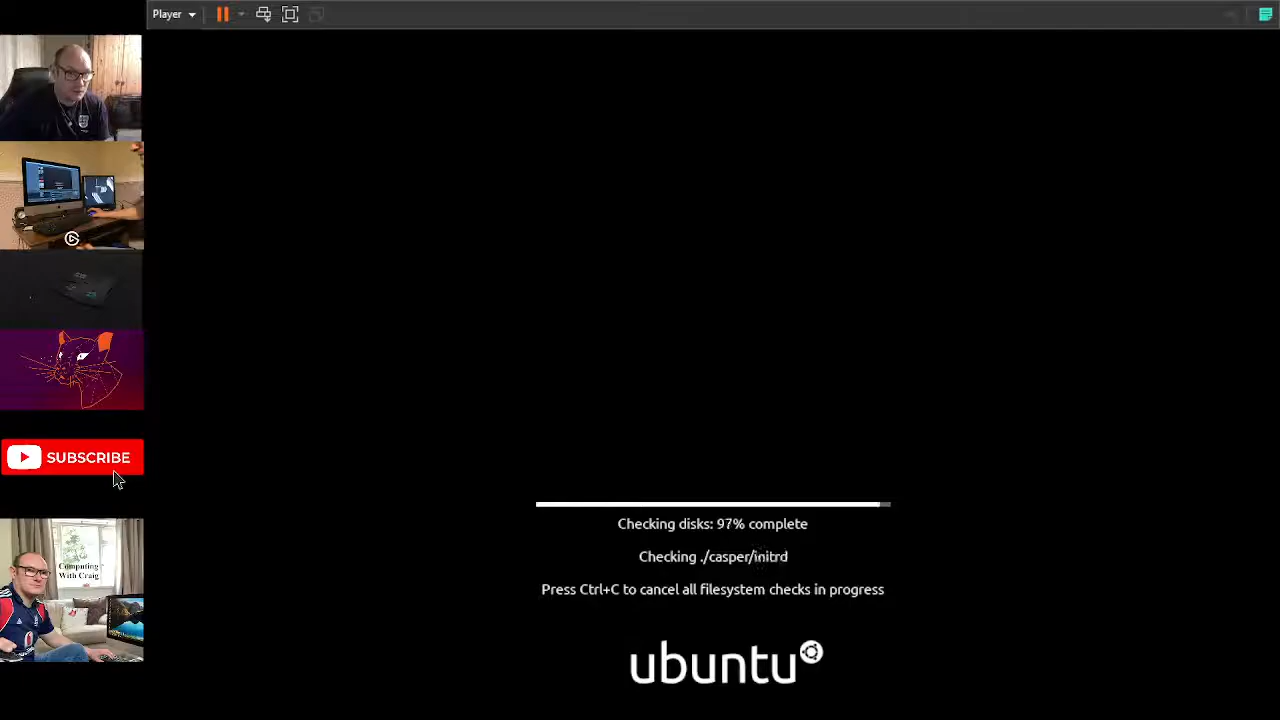 Player
SUBSCRIBE
Computing
With Craig
Checking disks: 97% complete
Checking ./casper/initrd
Press Ctrl+C to cancel all filesystem checks in progress
ubuntu